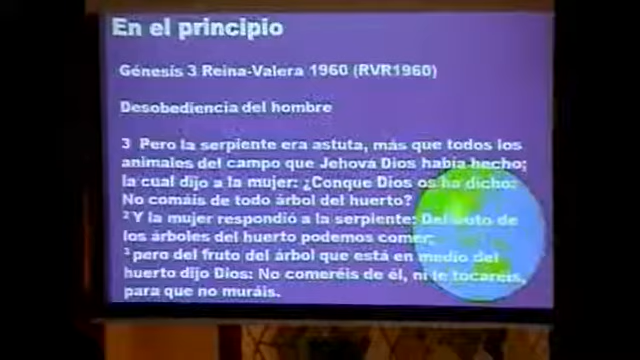 En el principio
Génesis 3 Reina-Valera 1960 (RVR1960)
Desobediencia del hombre
3 Pero la serpiente era astuta, más que todos los
animales del campo que Jehová Dios había hecho;
la cual dijo a la mujer: ¿Conque Dios os ha dicho:
No comáis de todo árbol del huerto?
2 Y la mujer respondió a la serpiente: Del fruto de
los árboles del huerto podemos comer;
3 pero del fruto del árbol que está en medio del
huerto dijo Dios: No comeréis de él, ni le tocaréis,
para que no muráis.